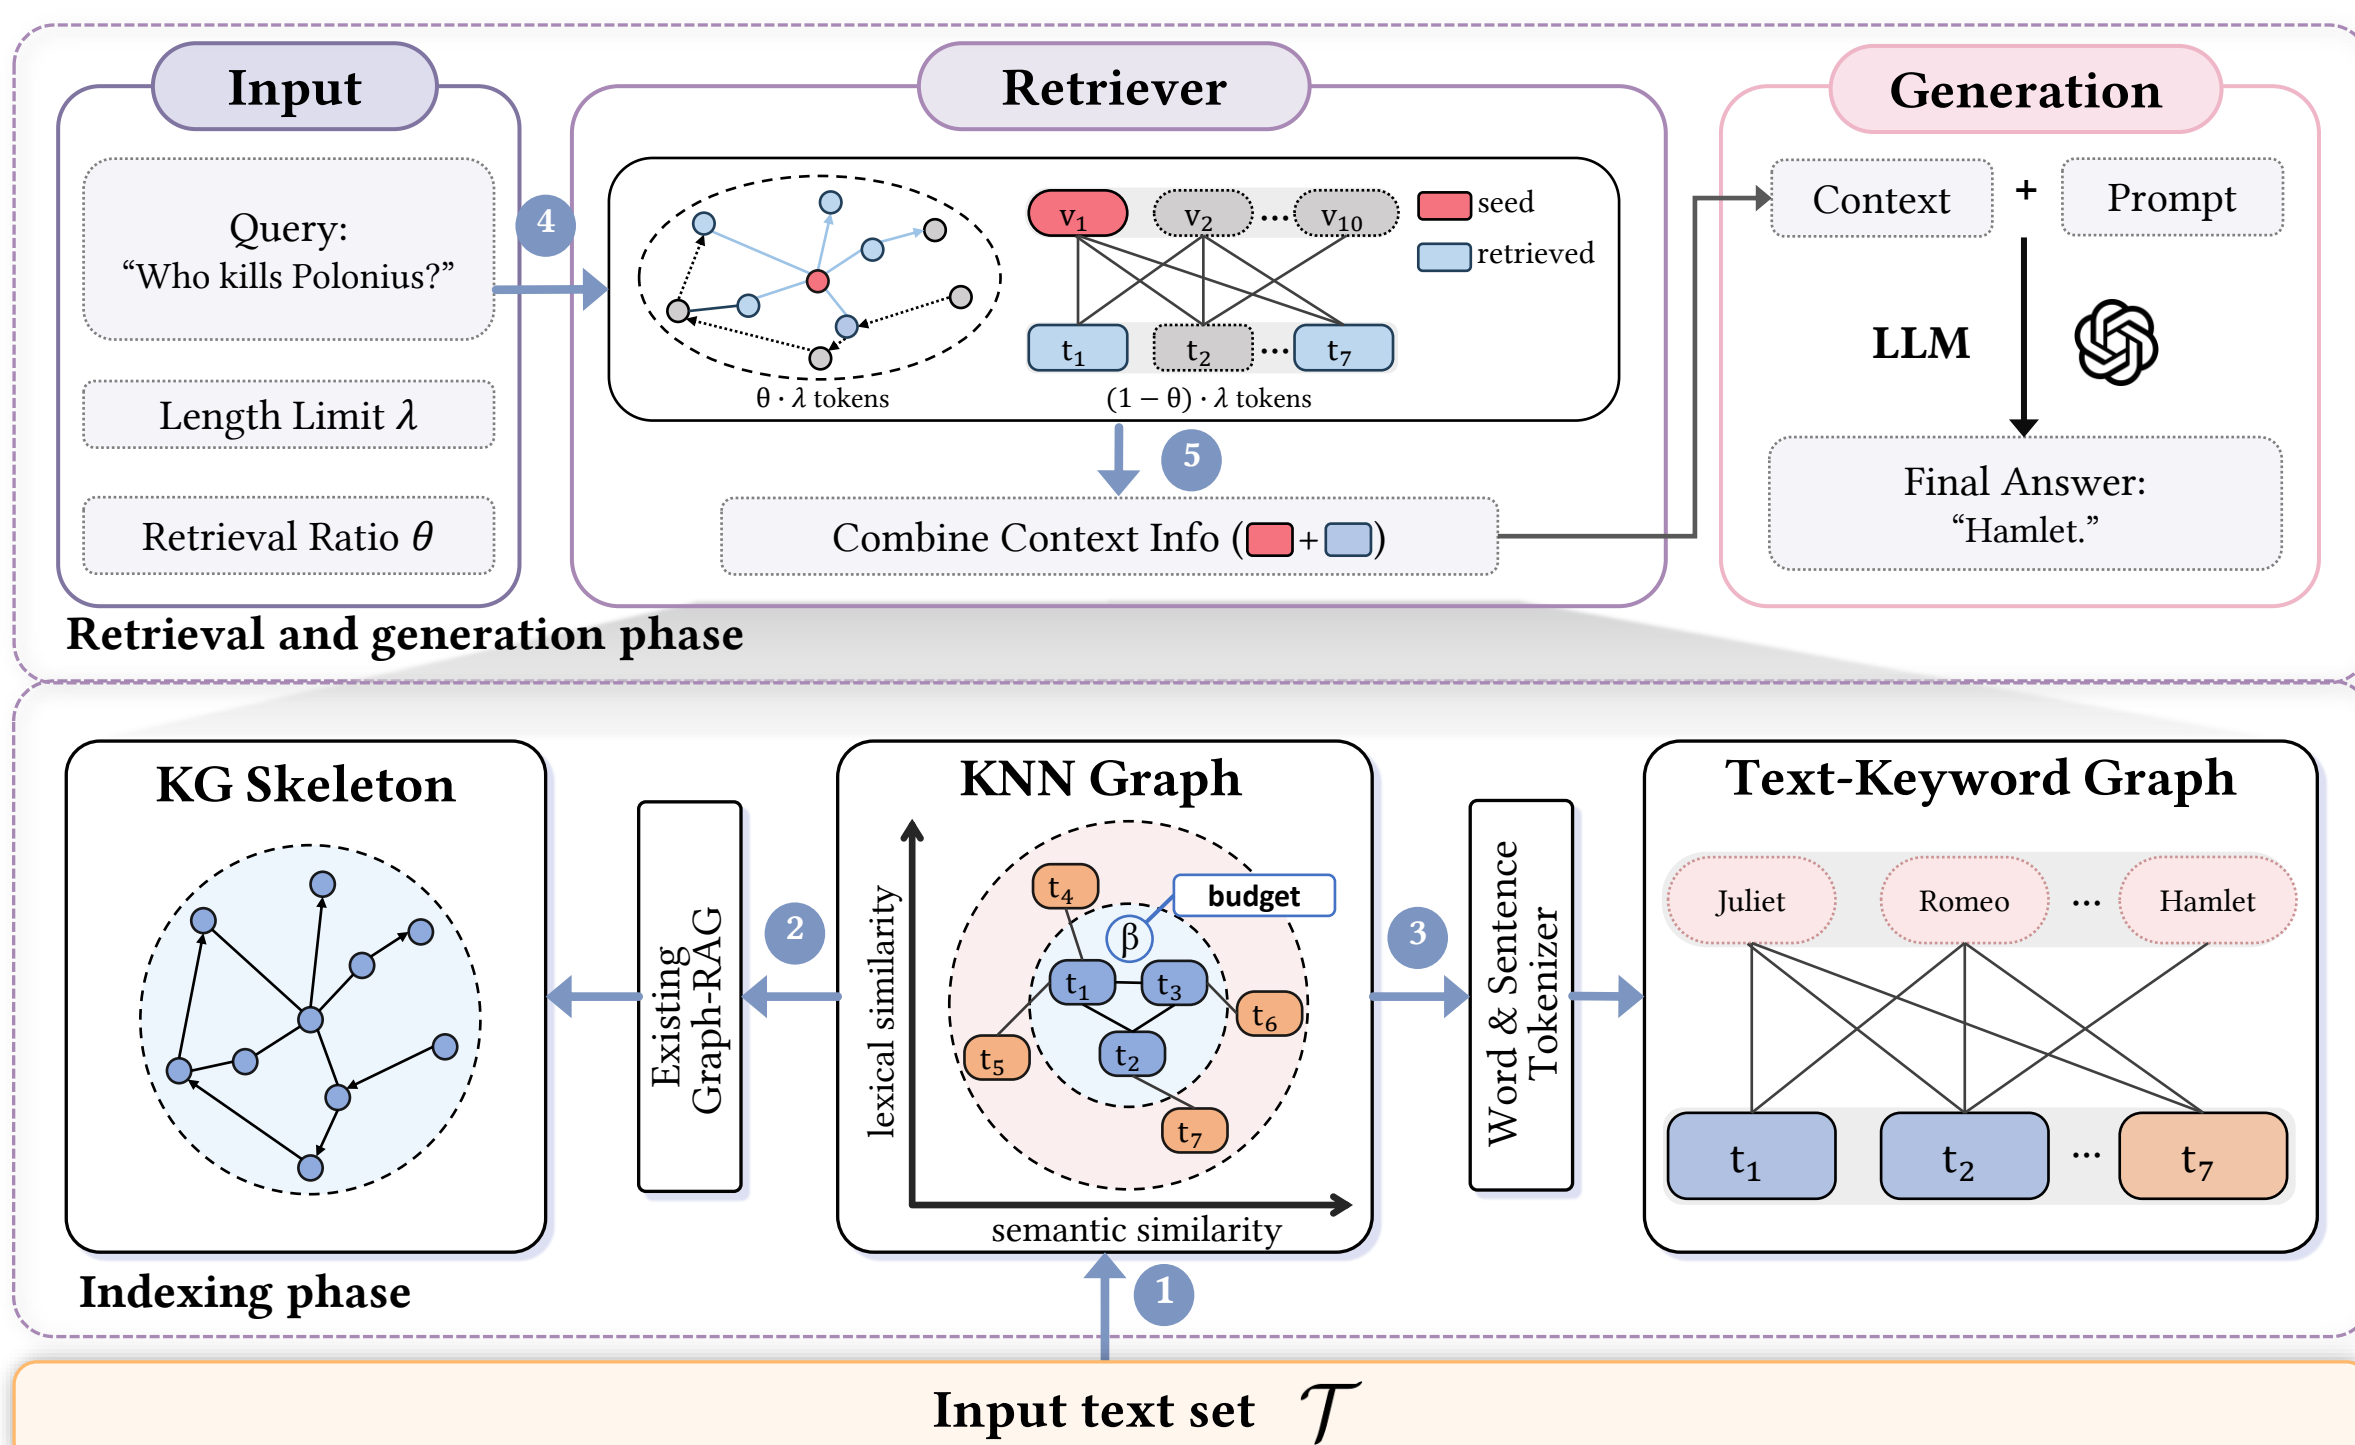 Input
Retriever
Generation
Query:
“Who kills Polonius?”
Length Limit λ
Retrieval Ratio θ
4
θ · λ tokens
v₁ v₂ ... v₁₀
t₁ t₂ ... t₇
(1 − θ) · λ tokens
seed
retrieved
5
Combine Context Info ( + )
Context + Prompt
LLM
Final Answer:
“Hamlet.”
Retrieval and generation phase
KG Skeleton
Existing
Graph-RAG
2
KNN Graph
lexical similarity
semantic similarity
budget
β
t₄
t₁
t₃
t₂
t₅
t₆
t₇
3
Word & Sentence
Tokenizer
Text-Keyword Graph
Juliet Romeo ... Hamlet
t₁ t₂ ... t₇
Indexing phase
1
Input text set 𝒯